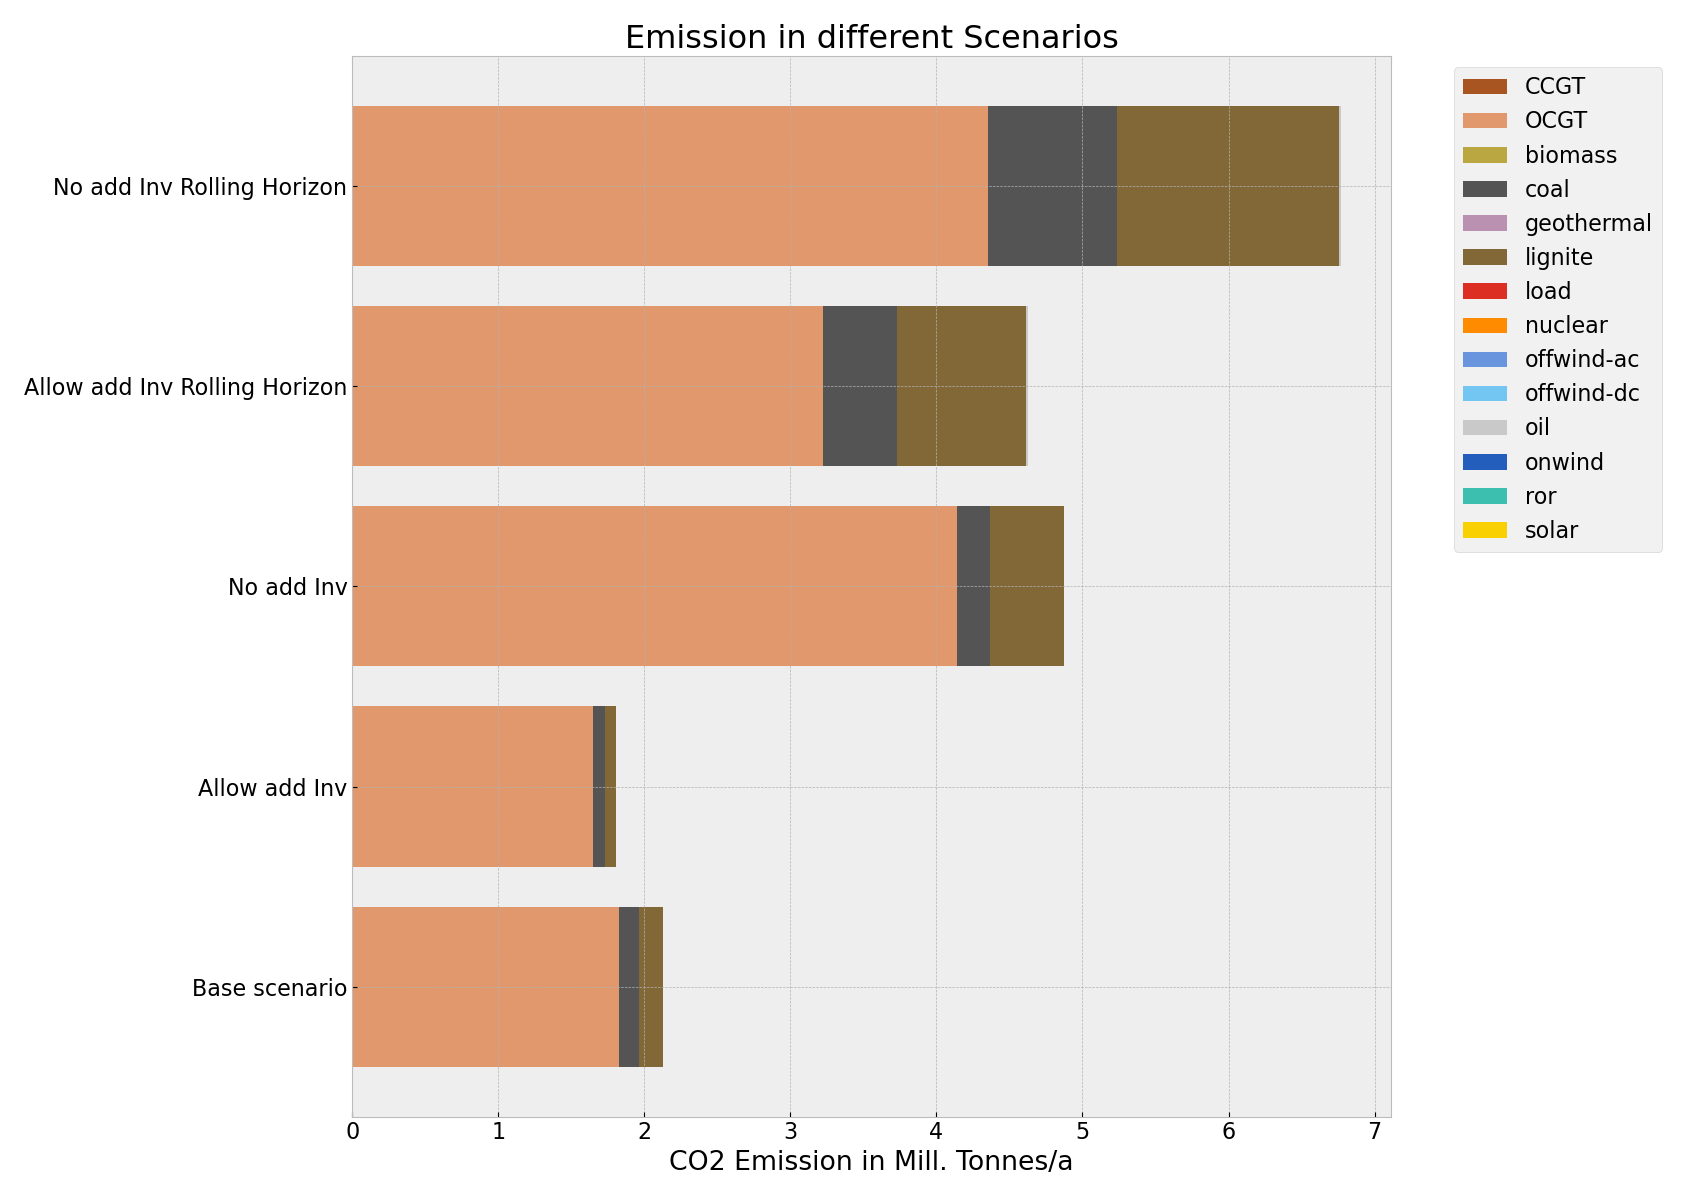 Emission in different Scenarios
No add Inv Rolling Horizon
Allow add Inv Rolling Horizon
No add Inv
Allow add Inv
Base scenario
0 1 2 3 4 5 6 7
CO2 Emission in Mill. Tonnes/a
CCGT
OCGT
biomass
coal
geothermal
lignite
load
nuclear
offwind-ac
offwind-dc
oil
onwind
ror
solar